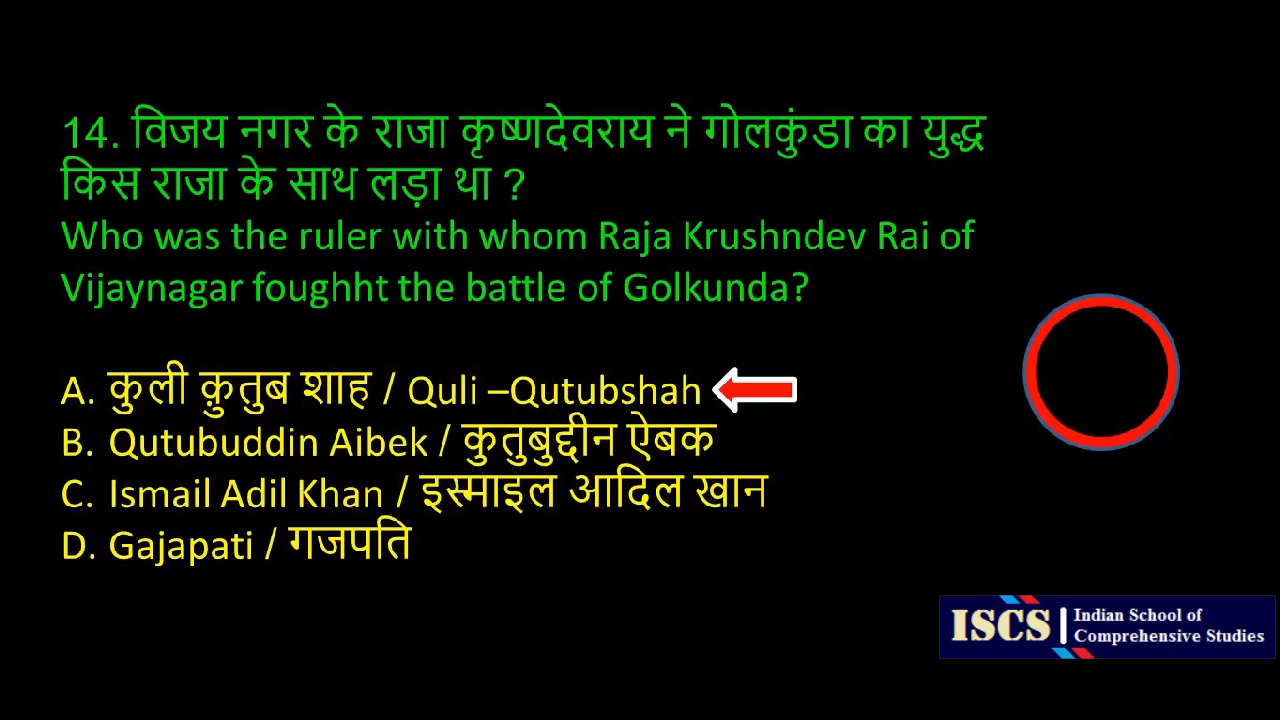 14. विजय नगर के राजा कृष्णदेवराय ने गोलकुंडा का युद्ध
किस राजा के साथ लड़ा था ?
Who was the ruler with whom Raja Krushndev Rai of
Vijaynagar foughht the battle of Golkunda?
A. कुली क़ुतुब शाह / Quli –Qutubshah
B. Qutubuddin Aibek / कुतुबुद्दीन ऐबक
C. Ismail Adil Khan / इस्माइल आदिल खान
D. Gajapati / गजपति
ISCS
Indian School of
Comprehensive Studies